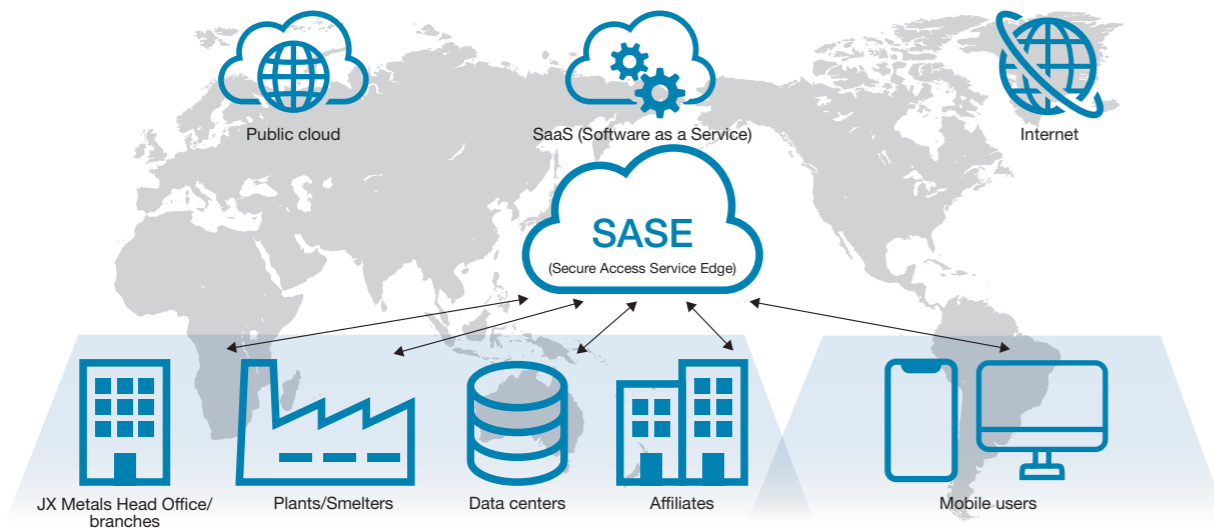 Public cloud
SaaS (Software as a Service)
Internet
SASE
(Secure Access Service Edge)
JX Metals Head Office/
branches
Plants/Smelters
Data centers
Affiliates
Mobile users